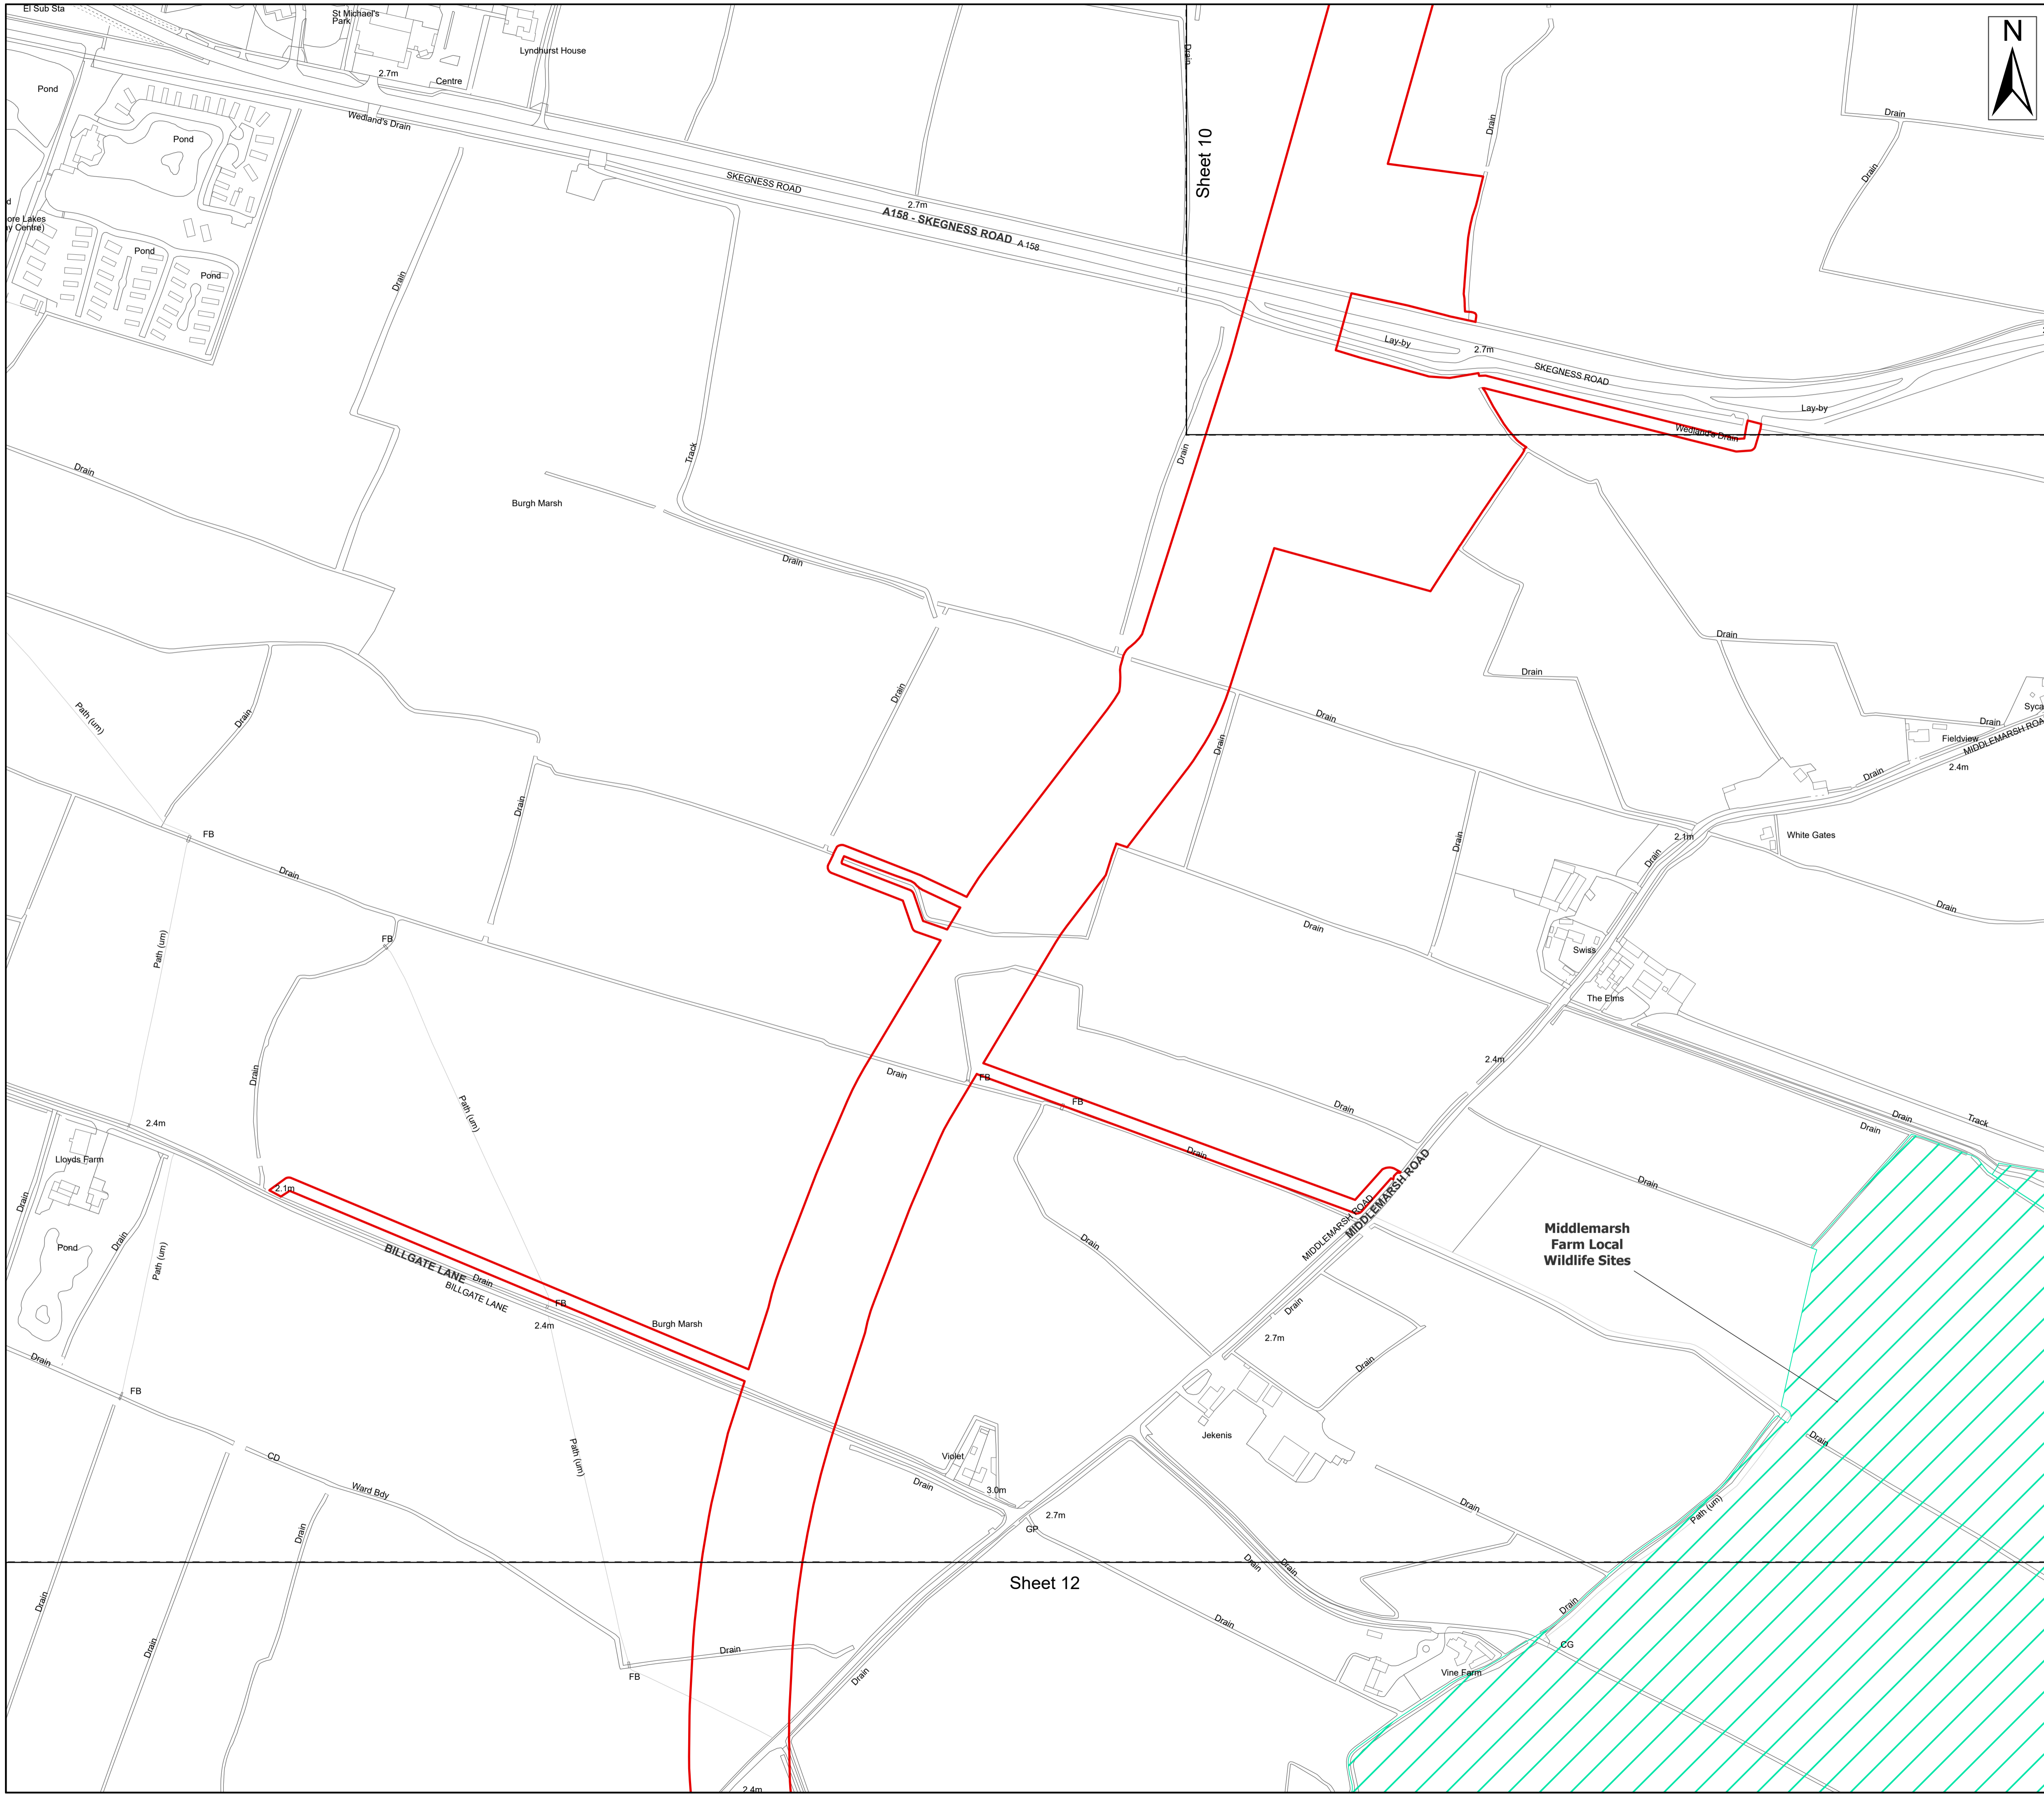 El Sub Sta
St Michael's
Park
Lyndhurst House
2.7m
Centre
Pond
Wedland's Drain
Pond
Drain
N
Drain
Drain
Drain
Sheet 10
SKEGNESS ROAD
2.7m
A158 - SKEGNESS ROAD
A 158
d
ore Lakes
ay Centre)
Pond
Pond
Drain
Lay-by
2.7m
SKEGNESS ROAD
Lay-by
Wedland's Drain
Drain
Track
Drain
Burgh Marsh
Drain
Drain
Drain
Drain
Path (um)
Drain
Drain
Drain
Syca
Drain
Fieldview
MIDDLEMARSH ROA
2.4m
Drain
Drain
Drain
FB
Drain
2.1m
White Gates
Drain
Drain
Drain
Drain
Path (um)
FB
Swiss
The Elms
2.4m
Drain
Drain
FB
FB
Path (um)
Drain
Drain
Track
Drain
2.4m
Lloyds Farm
Drain
2.1m
MIDDLEMARSH ROAD
MIDDLEMARSH ROAD
Drain
Drain
Pond
Drain
Path (um)
BILLGATE LANE
Drain
BILLGATE LANE
FB
2.4m
Burgh Marsh
Drain
Drain
2.7m
Middlemarsh
Farm Local
Wildlife Sites
Drain
Drain
FB
Jekenis
Drain
CD
Ward Bdy
Path (um)
Violet
Drain
3.0m
2.7m
GP
Drain
Path (um)
Drain
Sheet 12
Drain
Drain
Drain
Drain
Drain
Drain
Drain
FB
Drain
CG
Vine Farm
2.4m